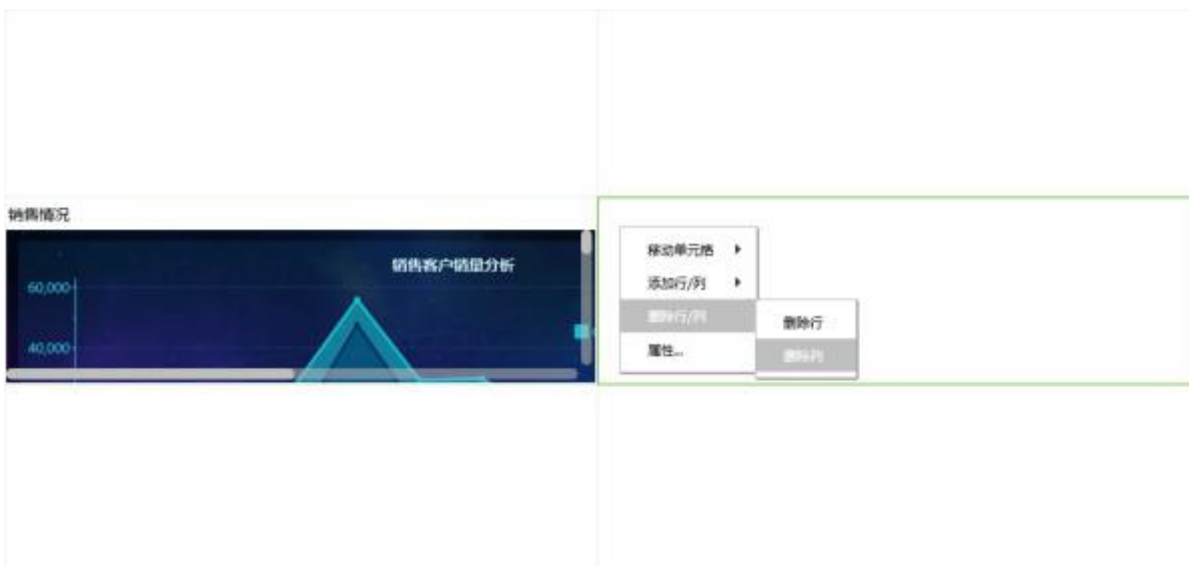 销售情况
销售客户销量分析
60,000
40,000
移动单元格
添加行/列
删除行/列
属性...
删除行
删除列